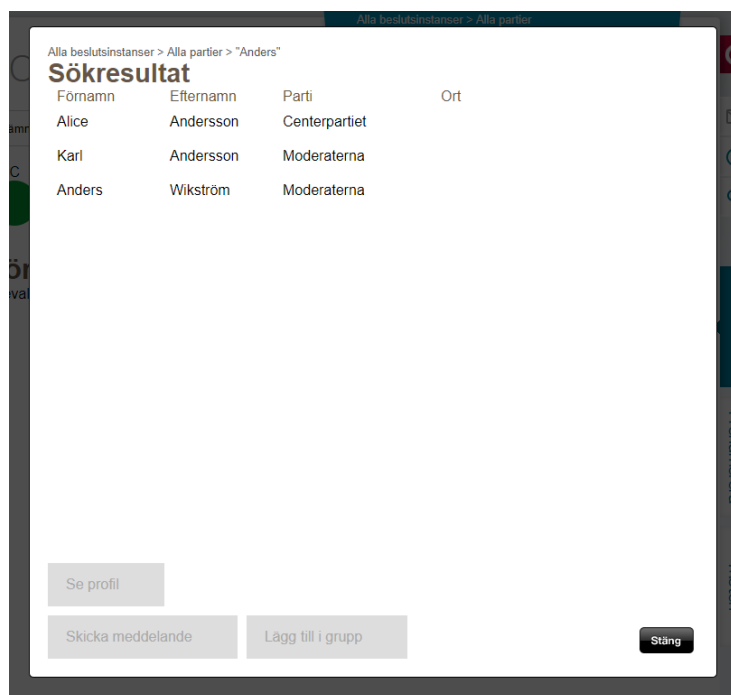 Alla beslutsinstanser > Alla partier
Alla beslutsinstanser > Alla partier > "Anders"
Sökresultat
Förnamn Efternamn Parti Ort
Alice Andersson Centerpartiet
Karl Andersson Moderaterna
Anders Wikström Moderaterna
Se profil
Skicka meddelande Lägg till i grupp
Stäng